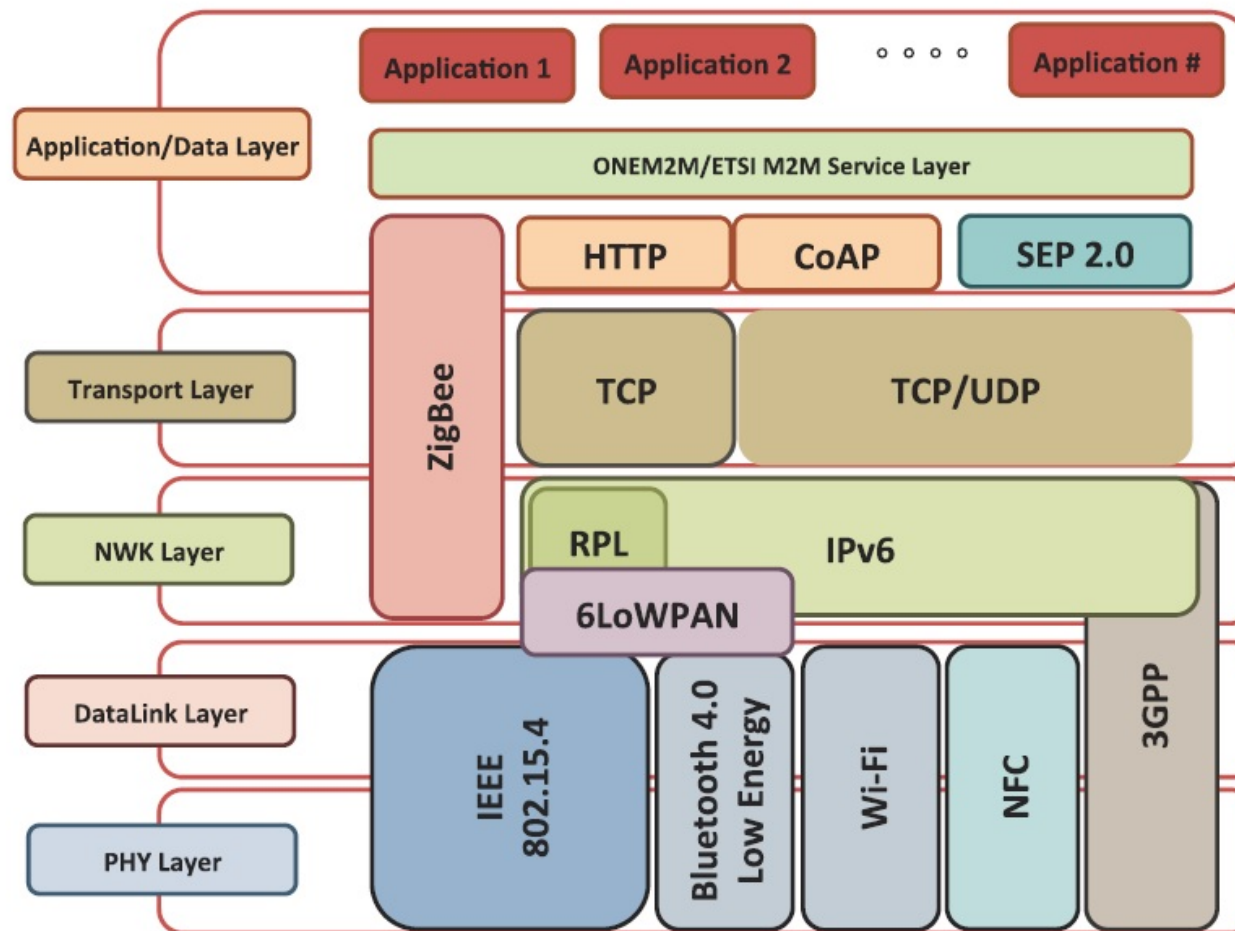 Application 1
Application 2
Application #
Application/Data Layer
ONEM2M/ETSI M2M Service Layer
HTTP
CoAP
SEP 2.0
ZigBee
Transport Layer
TCP
TCP/UDP
NWK Layer
RPL
IPv6
6LoWPAN
DataLink Layer
IEEE
802.15.4
Bluetooth 4.0
Low Energy
Wi-Fi
NFC
3GPP
PHY Layer